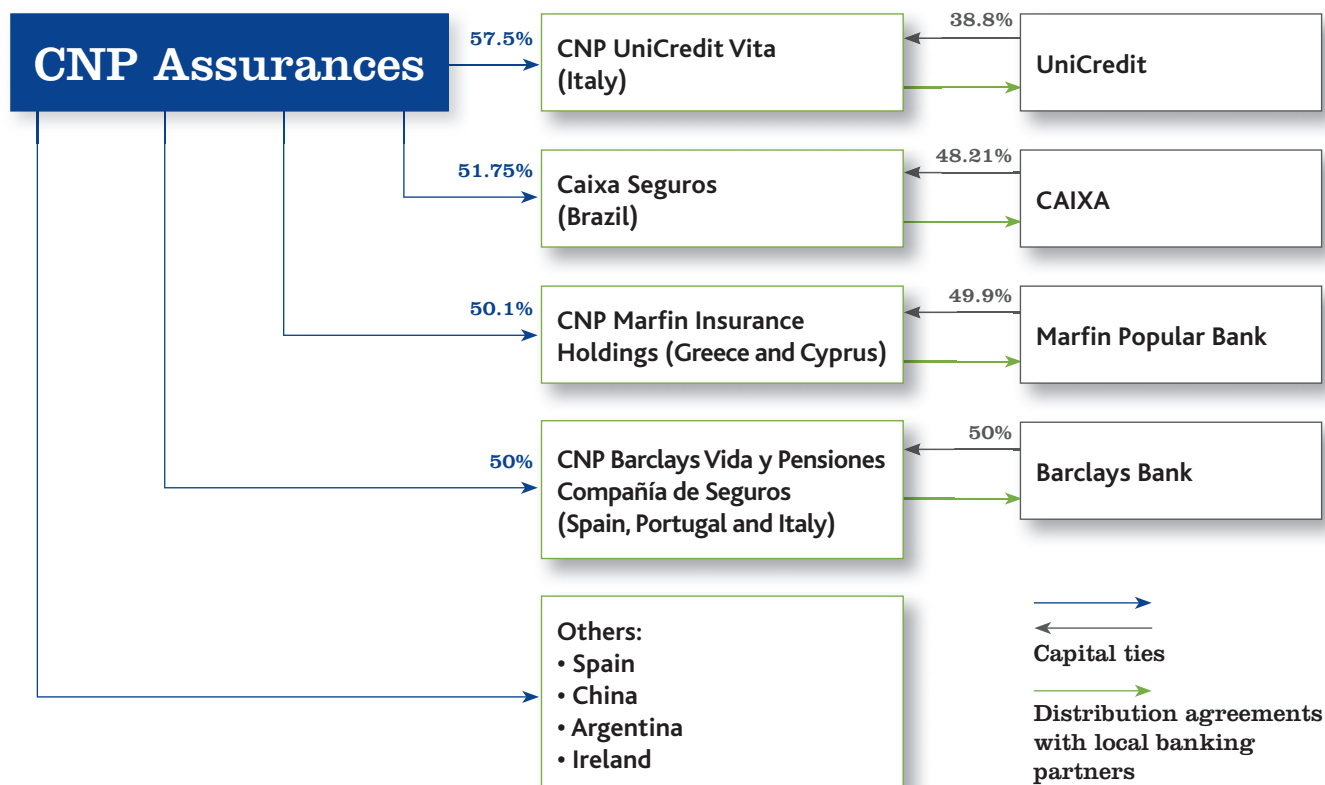 CNP Assurances
57.5%
CNP UniCredit Vita
(Italy)
38.8%
UniCredit
51.75%
Caixa Seguros
(Brazil)
48.21%
CAIXA
50.1%
CNP Marfin Insurance
Holdings (Greece and Cyprus)
49.9%
Marfin Popular Bank
50%
CNP Barclays Vida y Pensiones
Compañía de Seguros
(Spain, Portugal and Italy)
50%
Barclays Bank
Others:
• Spain
• China
• Argentina
• Ireland
Capital ties
Distribution agreements
with local banking
partners